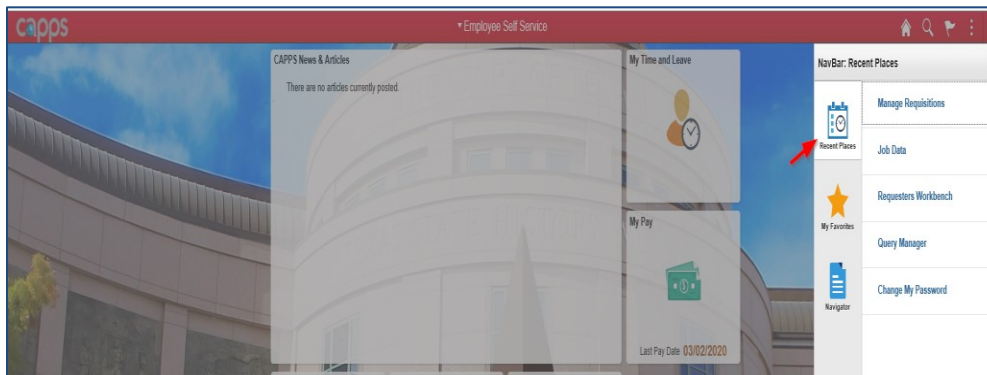 capps
Employee Self Service
CAPPS News & Articles
There are no articles currently posted.
My Time and Leave
My Pay
Last Pay Date 03/02/2020
NavBar: Recent Places
Recent Places
My Favorites
Navigator
Manage Requisitions
Job Data
Requesters Workbench
Query Manager
Change My Password